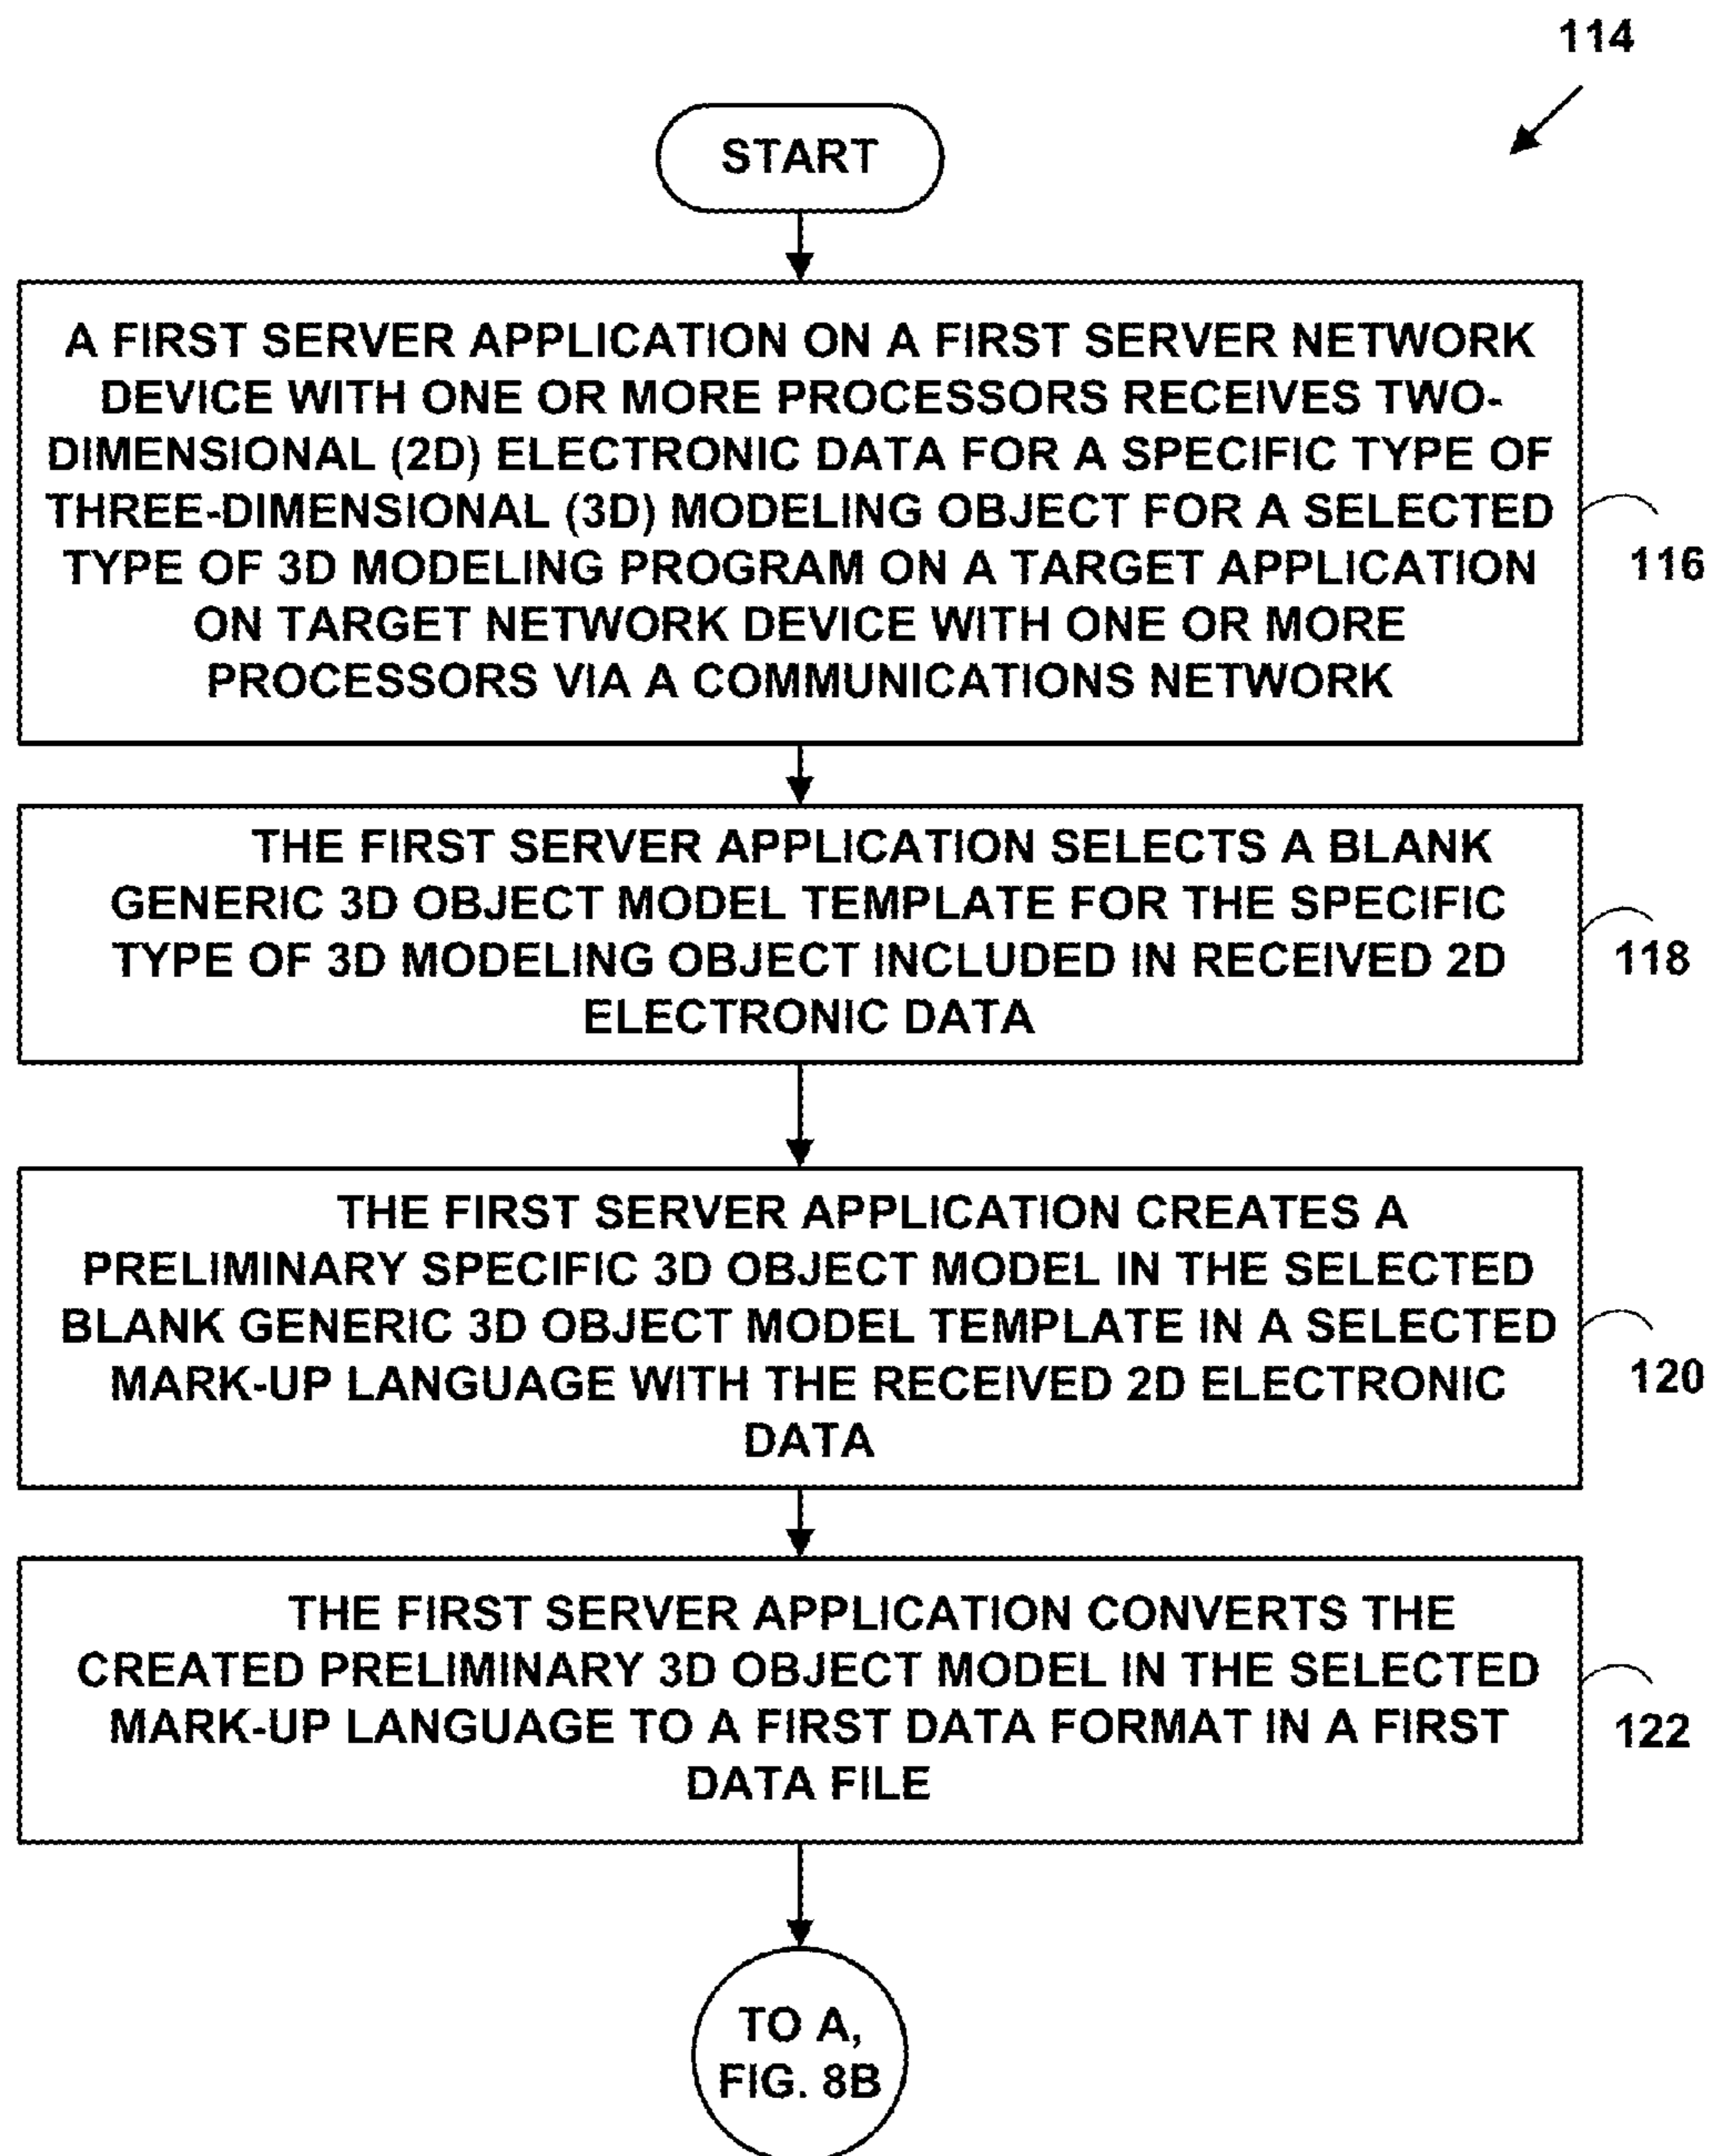 114
START
A FIRST SERVER APPLICATION ON A FIRST SERVER NETWORK
DEVICE WITH ONE OR MORE PROCESSORS RECEIVES TWO-
DIMENSIONAL (2D) ELECTRONIC DATA FOR A SPECIFIC TYPE OF
THREE-DIMENSIONAL (3D) MODELING OBJECT FOR A SELECTED
TYPE OF 3D MODELING PROGRAM ON A TARGET APPLICATION
ON TARGET NETWORK DEVICE WITH ONE OR MORE
PROCESSORS VIA A COMMUNICATIONS NETWORK
116
THE FIRST SERVER APPLICATION SELECTS A BLANK
GENERIC 3D OBJECT MODEL TEMPLATE FOR THE SPECIFIC
TYPE OF 3D MODELING OBJECT INCLUDED IN RECEIVED 2D
ELECTRONIC DATA
118
THE FIRST SERVER APPLICATION CREATES A
PRELIMINARY SPECIFIC 3D OBJECT MODEL IN THE SELECTED
BLANK GENERIC 3D OBJECT MODEL TEMPLATE IN A SELECTED
MARK-UP LANGUAGE WITH THE RECEIVED 2D ELECTRONIC
DATA
120
THE FIRST SERVER APPLICATION CONVERTS THE
CREATED PRELIMINARY 3D OBJECT MODEL IN THE SELECTED
MARK-UP LANGUAGE TO A FIRST DATA FORMAT IN A FIRST
DATA FILE
122
TO A,
FIG. 8B